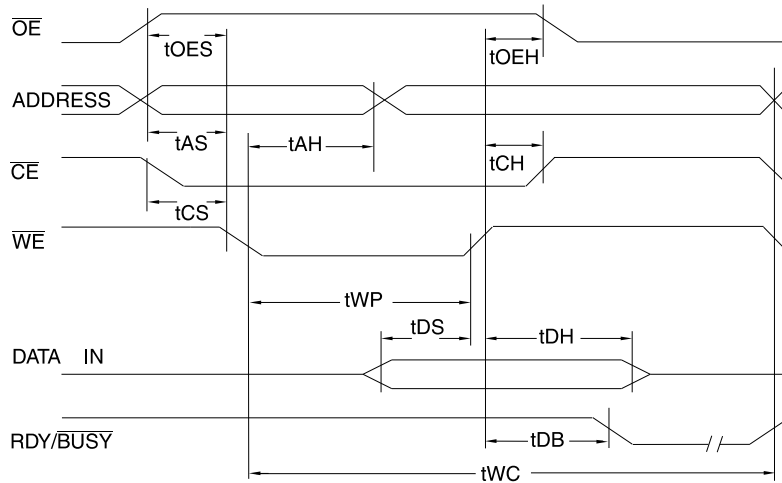 OE
tOES
tOEH
ADDRESS
tAS
tAH
tCH
CE
tCS
WE
tWP
tDS
tDH
DATA IN
RDY/BUSY
tDB
tWC